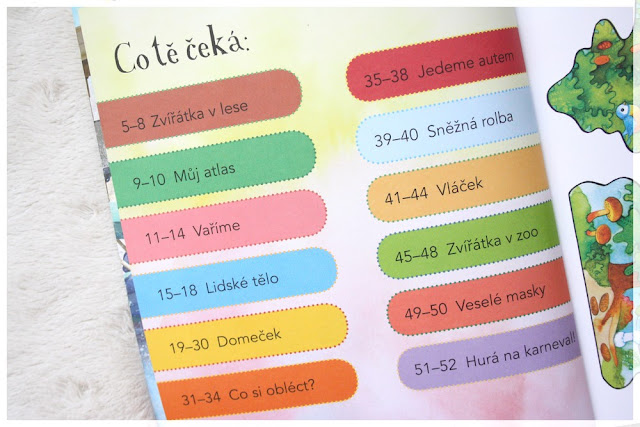 Co tě čeká:
5–8 Zvířátka v lese
9–10 Můj atlas
11–14 Vaříme
15–18 Lidské tělo
19–30 Domeček
31–34 Co si obléct?
35–38 Jedeme autem
39–40 Sněžná rolba
41–44 Vláček
45–48 Zvířátka v zoo
49–50 Veselé masky
51–52 Hurá na karneval!